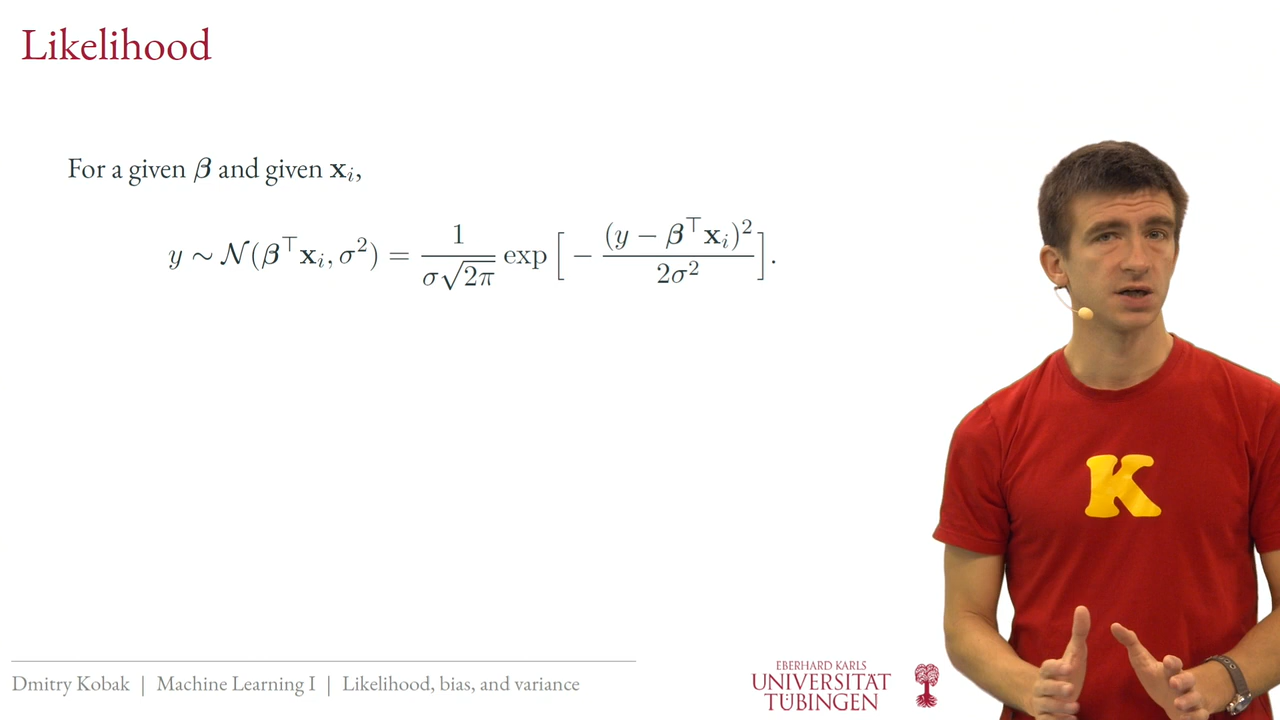 Likelihood
For a given β and given xᵢ,
y ∼ 𝒩(β⊤xᵢ, σ²) = 1/(σ√2π) exp[ − (y − β⊤xᵢ)²/2σ² ].
K
Dmitry Kobak | Machine Learning I | Likelihood, bias, and variance
EBERHARD KARLS
UNIVERSITÄT
TÜBINGEN